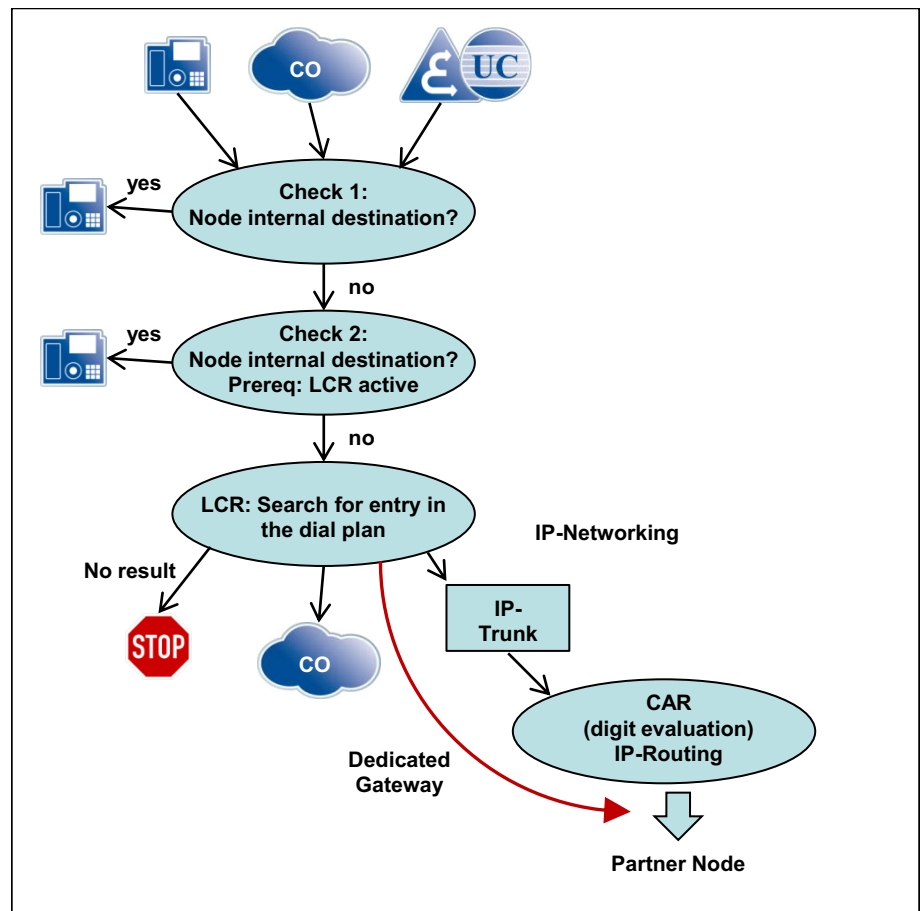 CO
UC
yes
Check 1:
Node internal destination?
no
yes
Check 2:
Node internal destination?
Prereq: LCR active
no
LCR: Search for entry in
the dial plan
IP-Networking
No result
STOP
CO
IP-
Trunk
CAR
(digit evaluation)
IP-Routing
Dedicated
Gateway
Partner Node